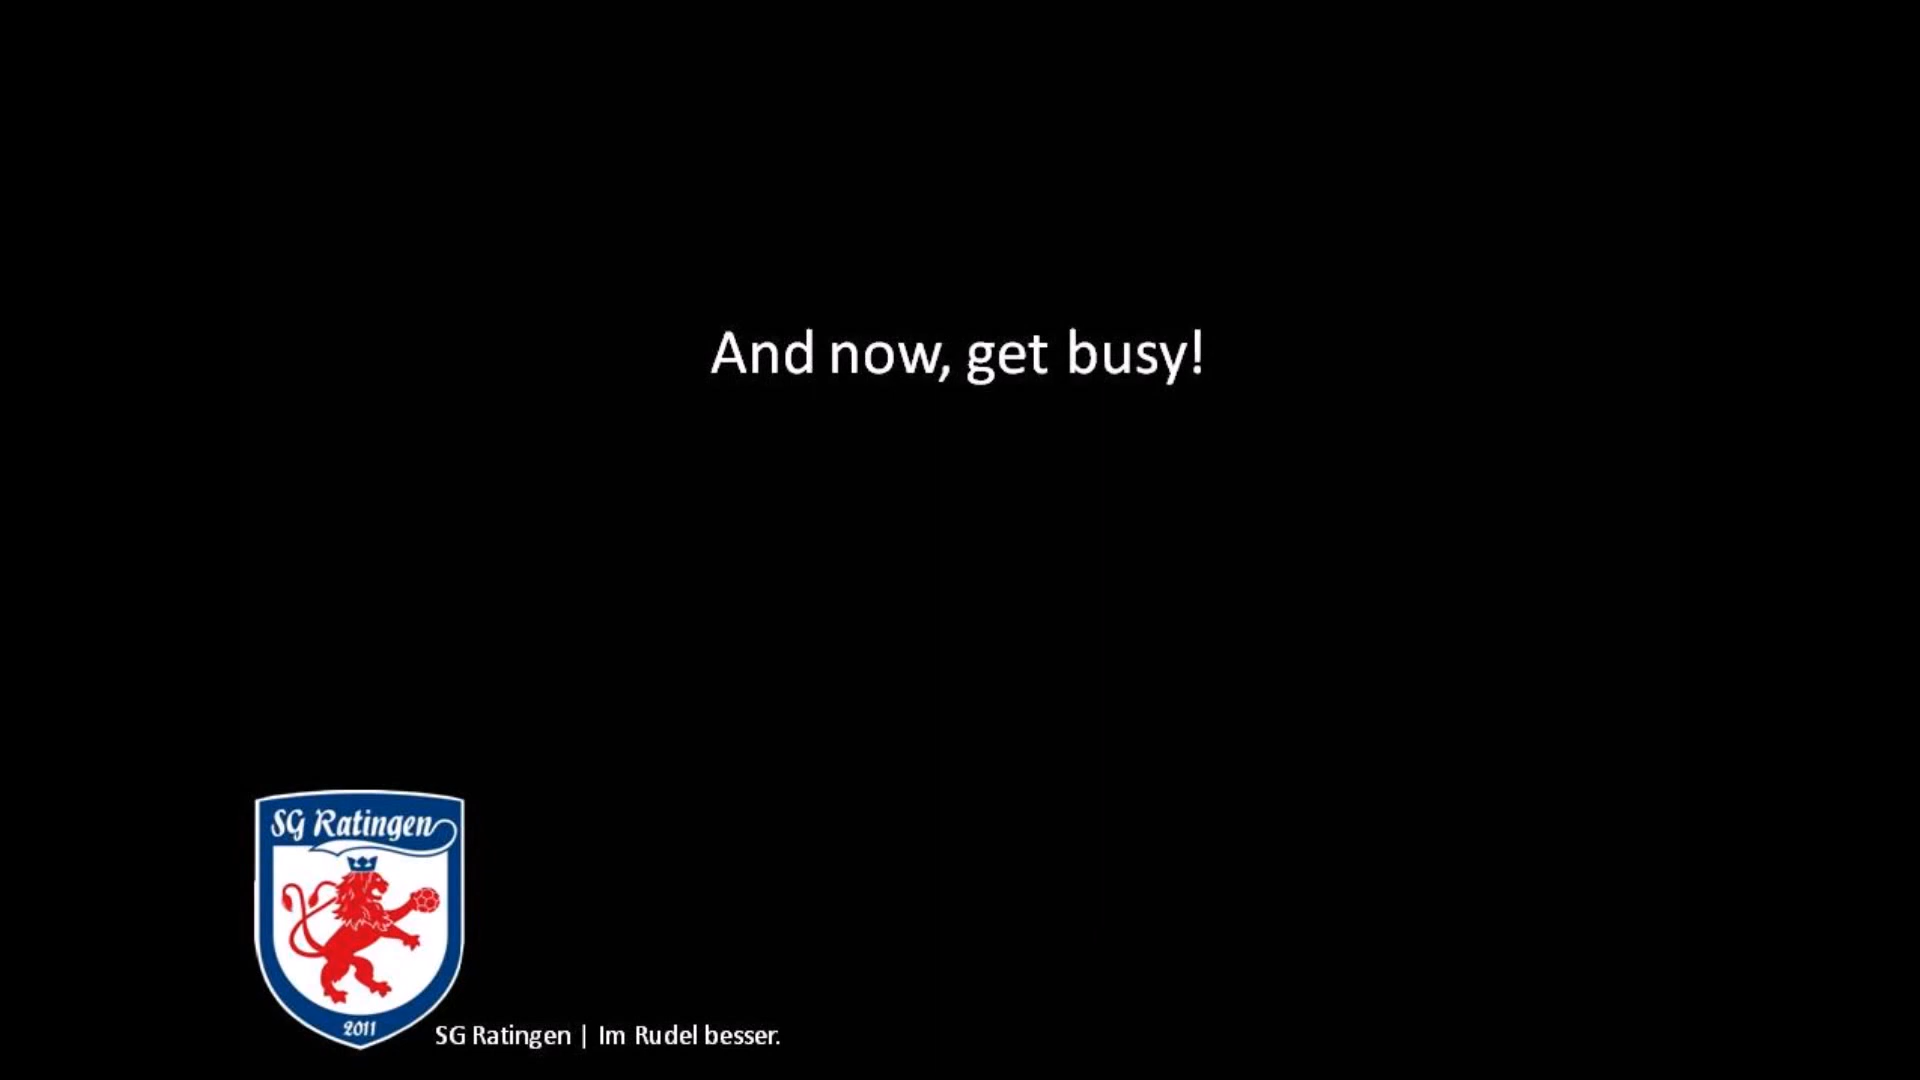 And now, get busy!
SG Ratingen
2011
SG Ratingen | Im Rudel besser.